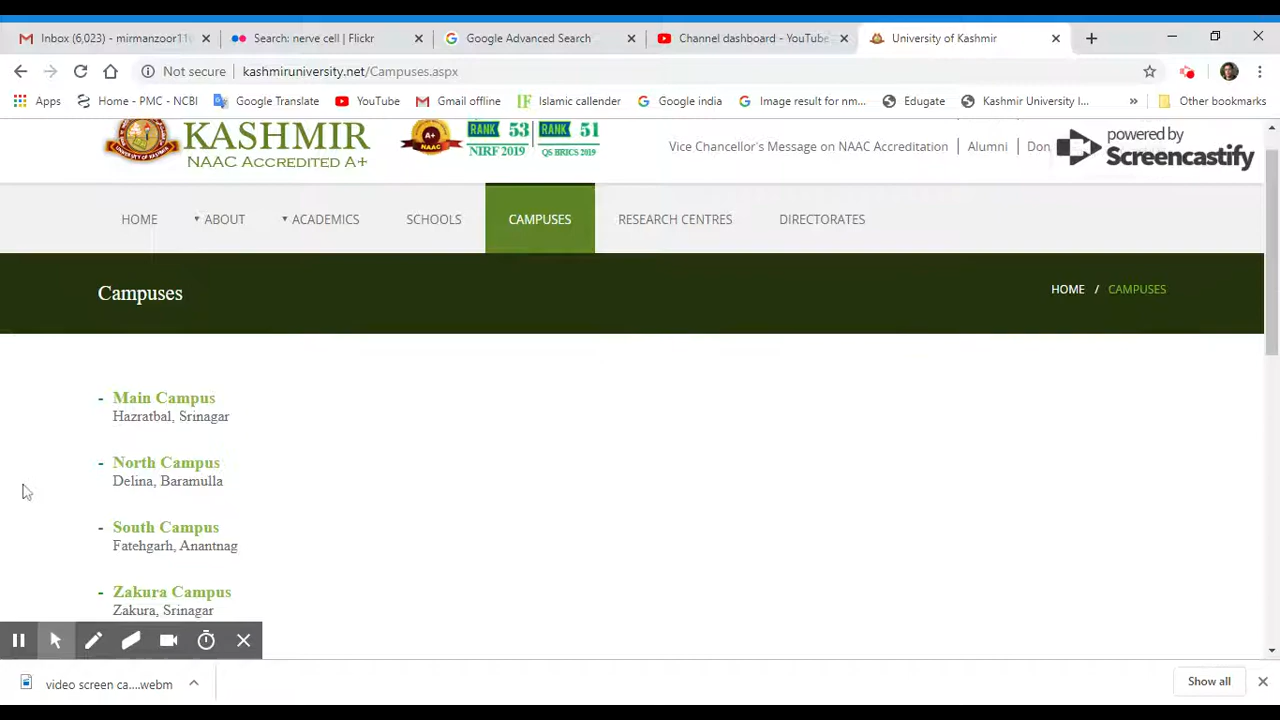 Inbox (6,023) - mirmanzoor11
Search: nerve cell | Flickr
Google Advanced Search
Channel dashboard - YouTube
University of Kashmir
Not secure | kashmiruniversity.net/Campuses.aspx
Apps
Home - PMC - NCBI
Google Translate
YouTube
Gmail offline
Islamic callender
Google india
Image result for nm...
Edugate
Kashmir University I...
»
Other bookmarks
KASHMIR
NAAC ACCREDITED A+
A+
NAAC
RANK 53
NIRF 2019
RANK 51
QS BRICS 2019
Vice Chancellor's Message on NAAC Accreditation | Alumni | Don
powered by
Screencastify
HOME
ABOUT
ACADEMICS
SCHOOLS
CAMPUSES
RESEARCH CENTRES
DIRECTORATES
Campuses
HOME / CAMPUSES
- Main Campus
Hazratbal, Srinagar
- North Campus
Delina, Baramulla
- South Campus
Fatehgarh, Anantnag
- Zakura Campus
Zakura, Srinagar
video screen ca....webm
Show all